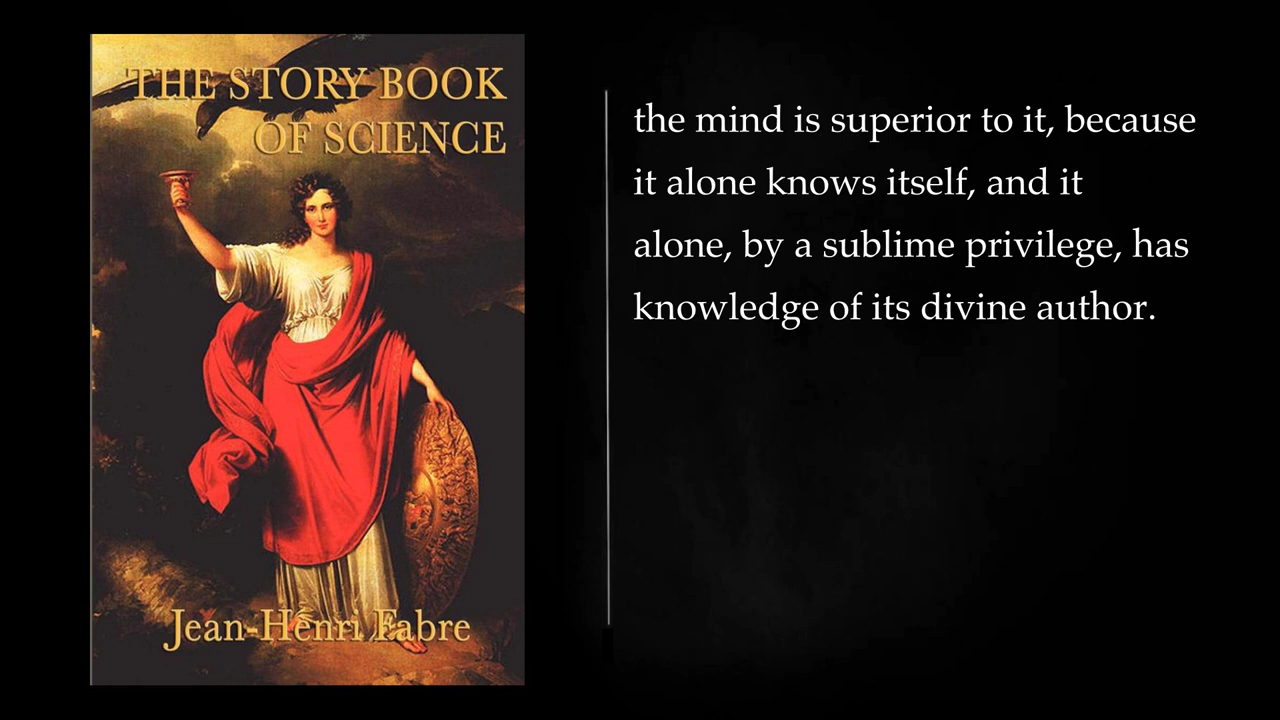 THE STORY BOOK
OF SCIENCE
Jean-Henri Fabre
the mind is superior to it, because
it alone knows itself, and it
alone, by a sublime privilege, has
knowledge of its divine author.